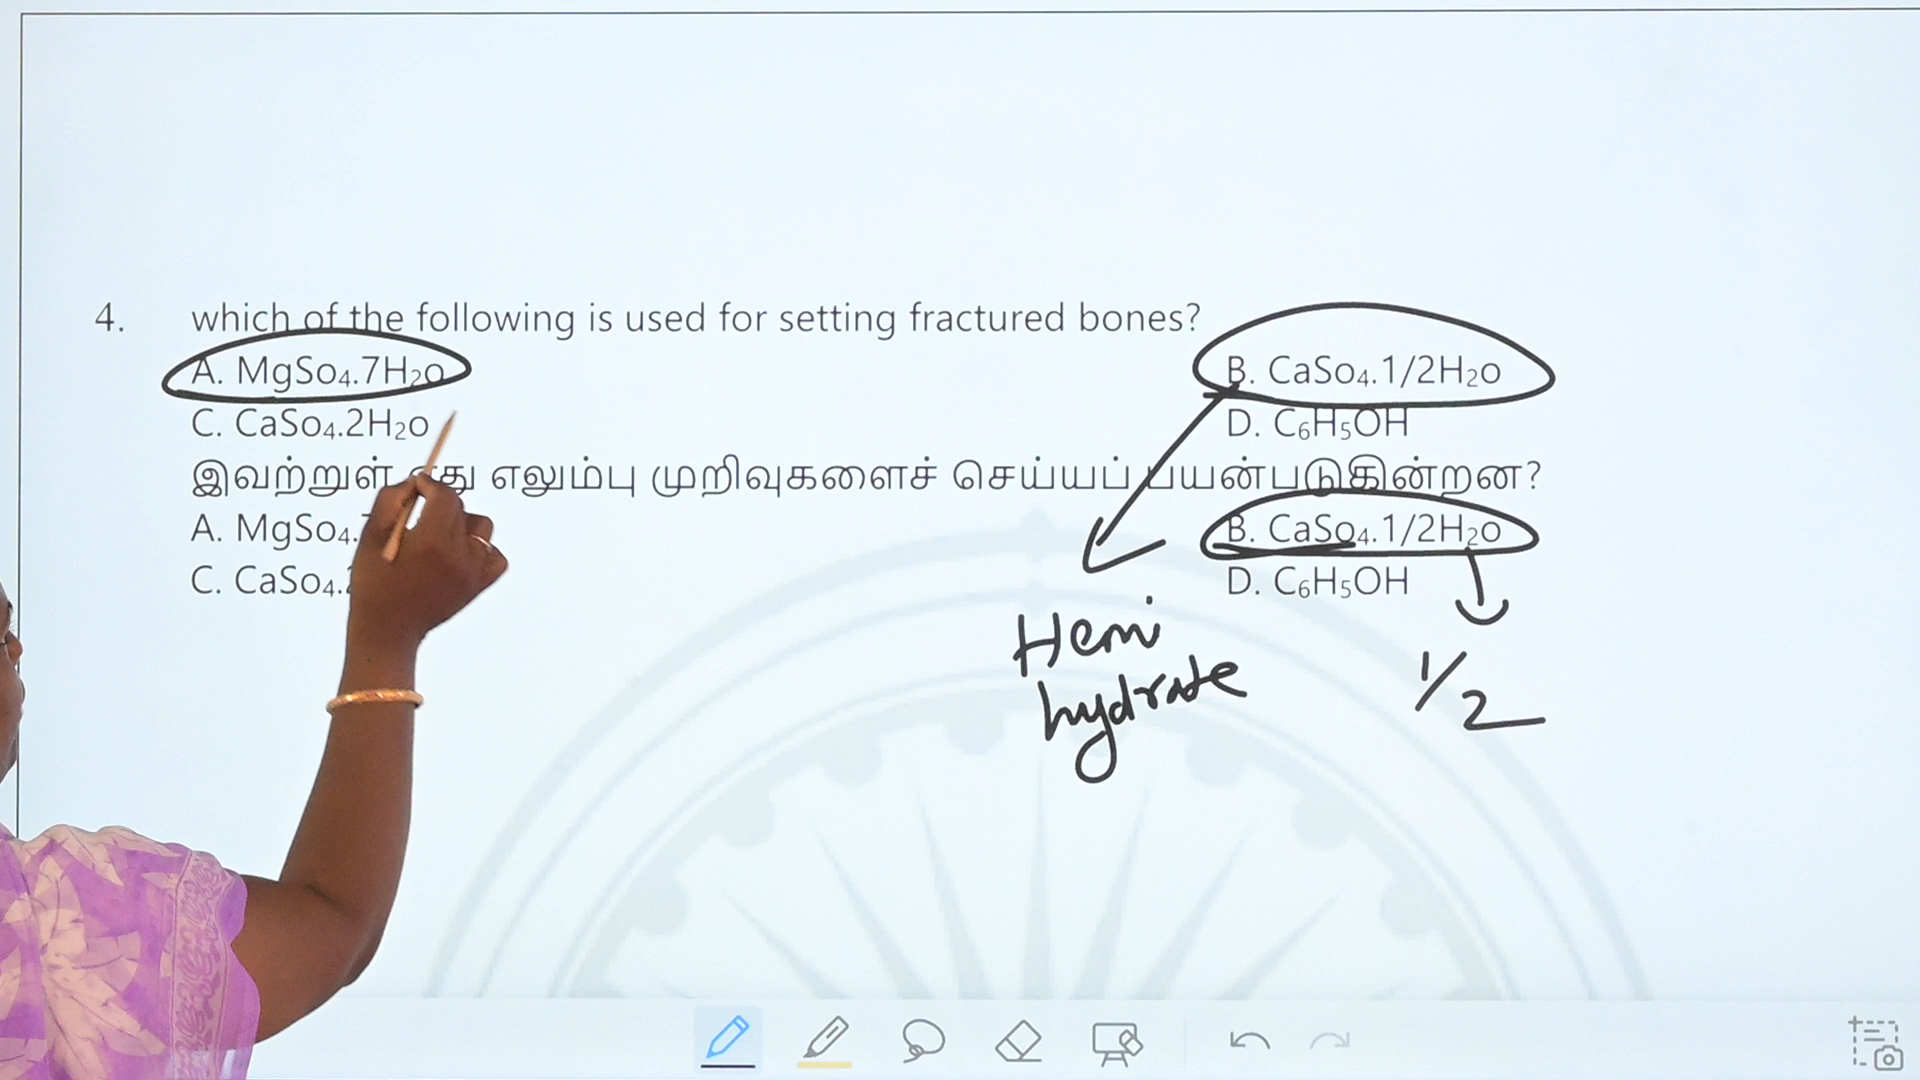 4. which of the following is used for setting fractured bones?
A. MgSo₄.7H₂o B. CaSo₄.1/2H₂o
C. CaSo₄.2H₂o D. C₆H₅OH
இவற்றுள் எது எலும்பு முறிவுகளைச் செய்யப் பயன்படுகின்றன?
A. MgSo₄. B. CaSo₄.1/2H₂o
C. CaSo₄. D. C₆H₅OH
Hemi
hydrate
1/2